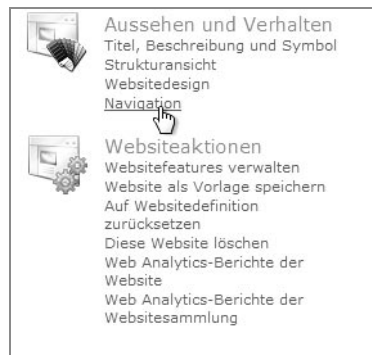 Aussehen und Verhalten
Titel, Beschreibung und Symbol
Strukturansicht
Websitedesign
Navigation
Websiteaktionen
Websitefeatures verwalten
Website als Vorlage speichern
Auf Websitedefinition
zurücksetzen
Diese Website löschen
Web Analytics-Berichte der
Website
Web Analytics-Berichte der
Websitesammlung